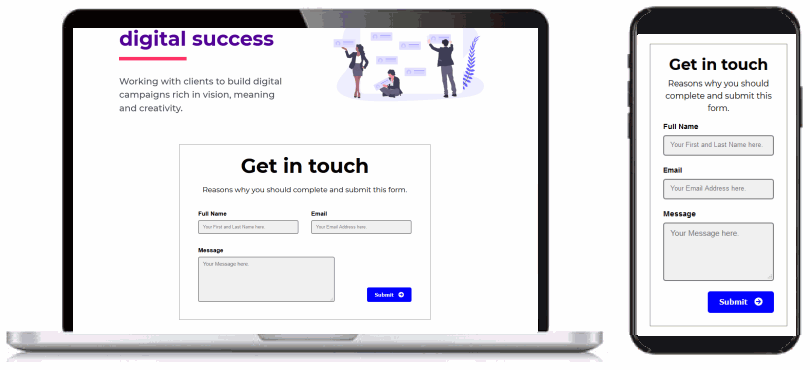 digital success
Working with clients to build digital
campaigns rich in vision, meaning
and creativity.
Get in touch
Reasons why you should complete and submit this form.
Full Name
Email
Your First and Last Name here.
Your Email Address here.
Message
Your Message here.
Submit
Get in touch
Reasons why you should
complete and submit this
form.
Full Name
Your First and Last Name here.
Email
Your Email Address here.
Message
Your Message here.
Submit